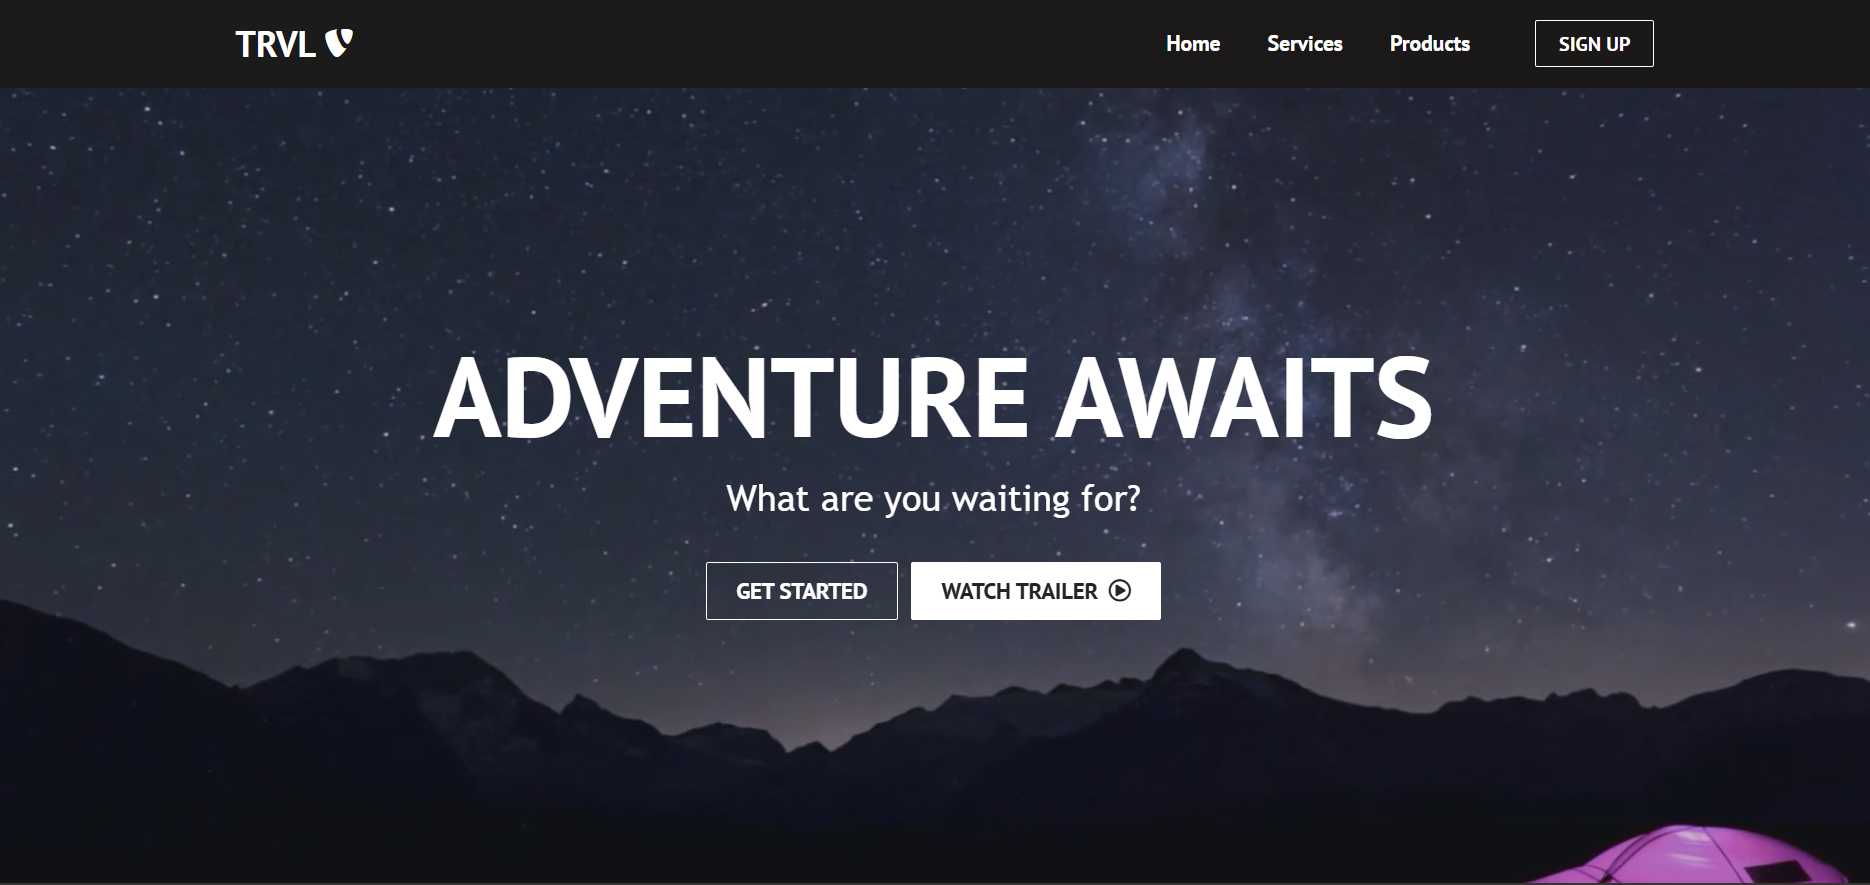 TRVL
Home Services Products SIGN UP
ADVENTURE AWAITS
What are you waiting for?
GET STARTED WATCH TRAILER